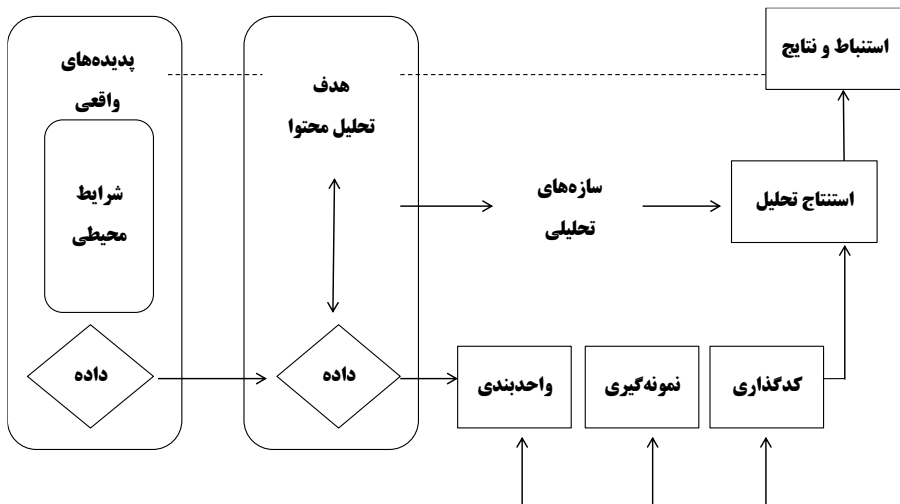 استنباط و نتایج
پدیده‌های
واقعی
هدف
تحلیل محتوا
شرایط
محیطی
سازه‌های
تحلیلی
استنتاج تحلیل
داده
داده
واحدبندی
نمونه‌گیری
کدگذاری